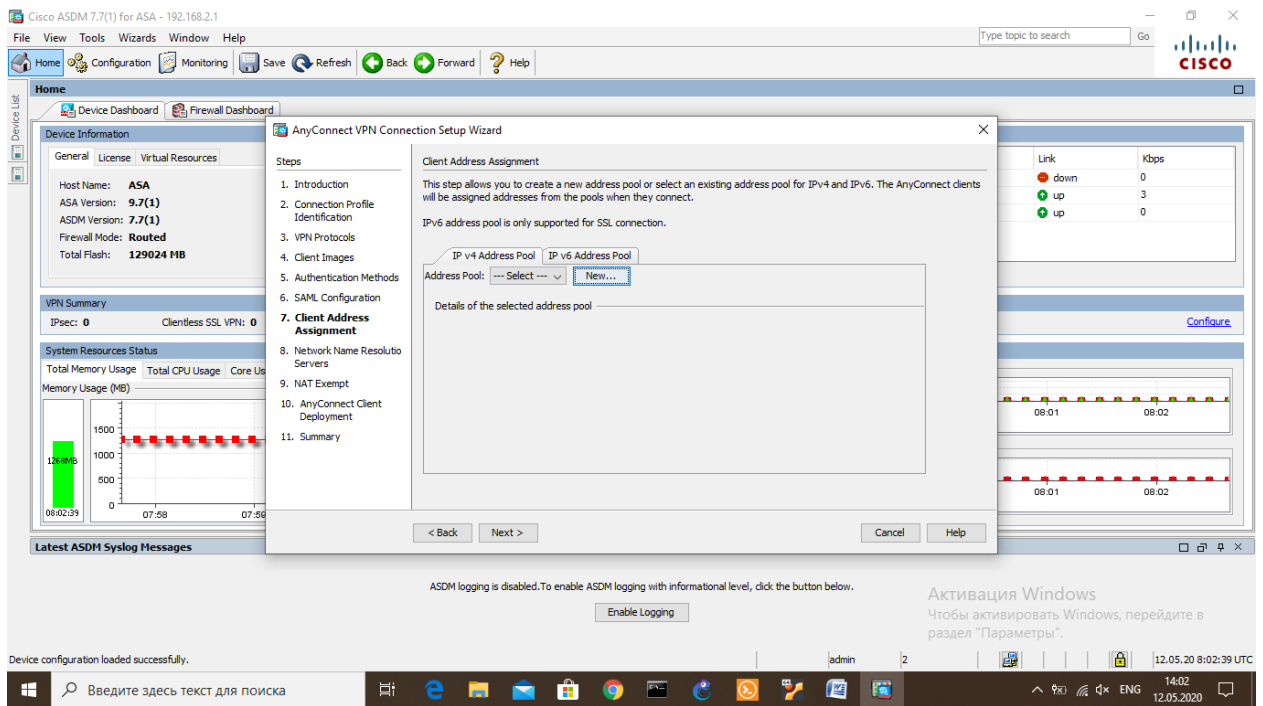 Cisco ASDM 7.7(1) for ASA - 192.168.2.1
File View Tools Wizards Window Help
Type topic to search Go
Home Configuration Monitoring Save Refresh Back Forward Help
CISCO
Device List
Home
Device Dashboard Firewall Dashboard
Device Information
General License Virtual Resources
Host Name: ASA
ASA Version: 9.7(1)
ASDM Version: 7.7(1)
Firewall Mode: Routed
Total Flash: 129024 MB
Link Kbps
down 0
up 3
up 0
VPN Summary
IPsec: 0 Clientless SSL VPN: 0
Configure
System Resources Status
Total Memory Usage Total CPU Usage Core Us
Memory Usage (MB)
1500
1000
500
0
1268MB
08:02:39
07:58 07:59
08:01 08:02
08:01 08:02
AnyConnect VPN Connection Setup Wizard
Steps
1. Introduction
2. Connection Profile
Identification
3. VPN Protocols
4. Client Images
5. Authentication Methods
6. SAML Configuration
7. Client Address
Assignment
8. Network Name Resolutio
Servers
9. NAT Exempt
10. AnyConnect Client
Deployment
11. Summary
Client Address Assignment
This step allows you to create a new address pool or select an existing address pool for IPv4 and IPv6. The AnyConnect clients
will be assigned addresses from the pools when they connect.
IPv6 address pool is only supported for SSL connection.
IP v4 Address Pool IP v6 Address Pool
Address Pool: --- Select --- New...
Details of the selected address pool
< Back Next > Cancel Help
Latest ASDM Syslog Messages
ASDM logging is disabled.To enable ASDM logging with informational level, click the button below.
Enable Logging
Активация Windows
Чтобы активировать Windows, перейдите в
раздел "Параметры".
Device configuration loaded successfully.
admin 2 12.05.20 8:02:39 UTC
Введите здесь текст для поиска
ENG
14:02
12.05.2020